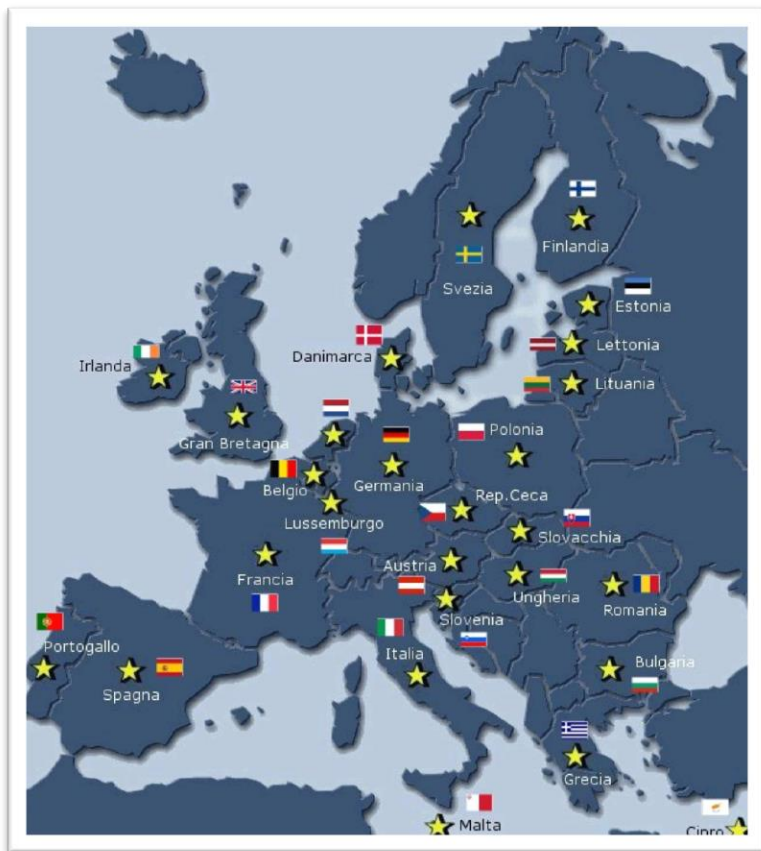 Finlandia
Svezia
Estonia
Lettonia
Danimarca
Irlanda
Lituania
Polonia
Gran Bretagna
Germania
Belgio
Rep.Ceca
Lussemburgo
Slovacchia
Austria
Francia
Ungheria
Romania
Slovenia
Portogallo
Italia
Bulgaria
Spagna
Grecia
Malta
Cipro